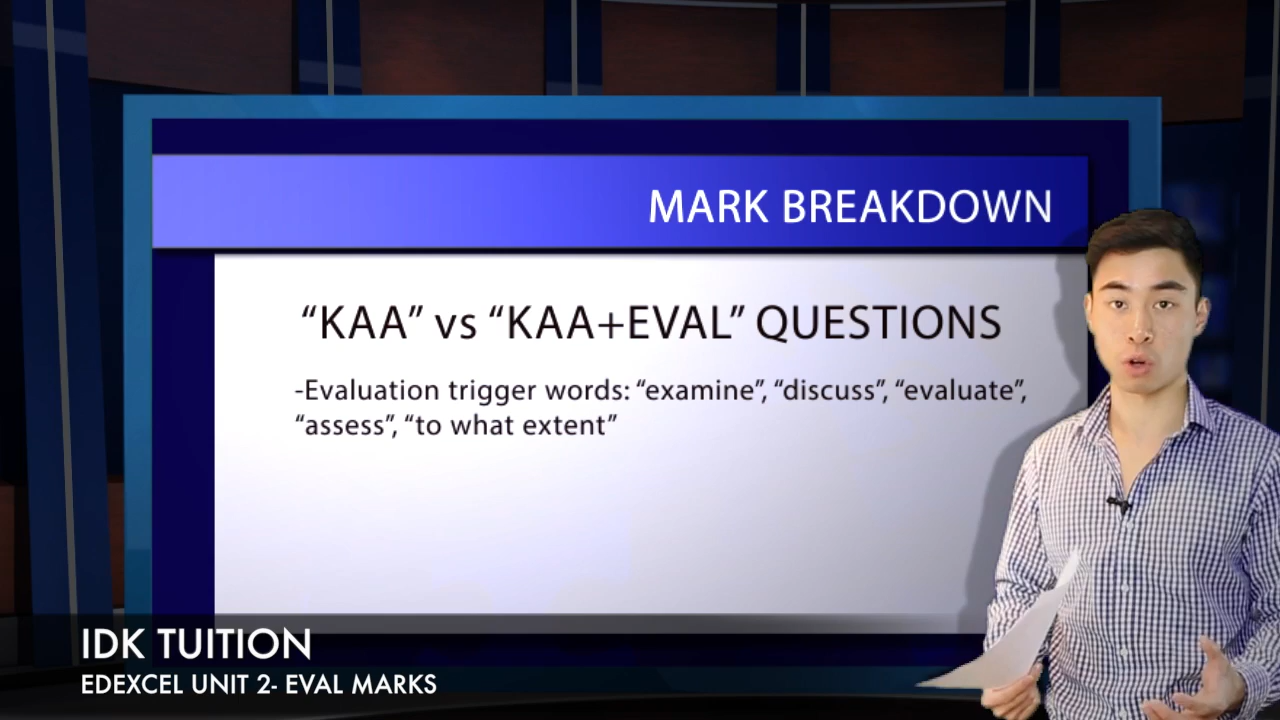 MARK BREAKDOWN
“KAA” vs “KAA+EVAL” QUESTIONS
-Evaluation trigger words: “examine”, “discuss”, “evaluate”,
“assess”, “to what extent”
IDK TUITION
EDEXCEL UNIT 2- EVAL MARKS